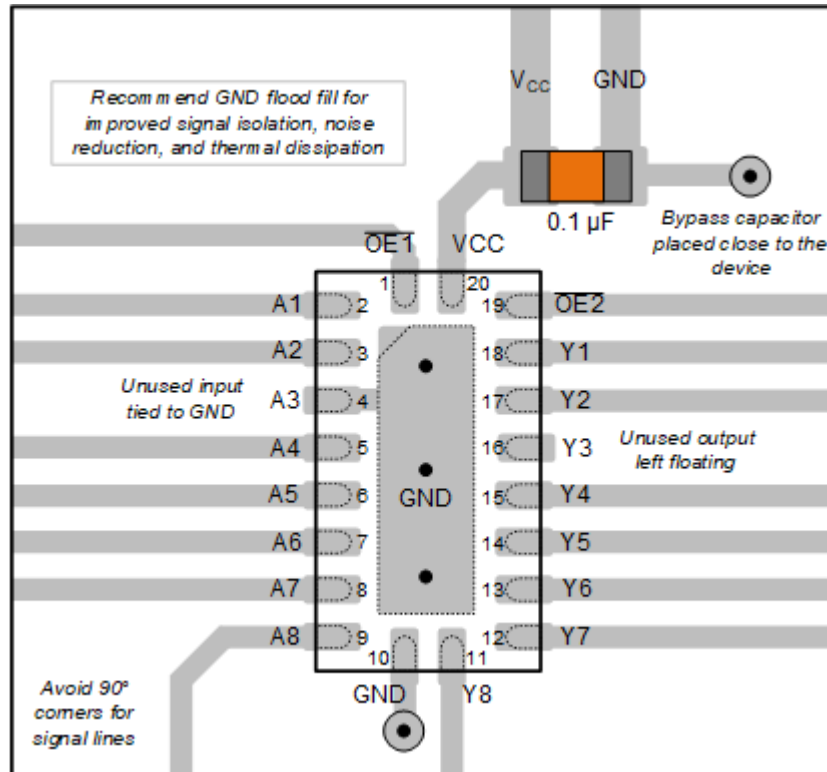 Recommend GND flood fill for
improved signal isolation, noise
reduction, and thermal dissipation
VCC GND
0.1 µF
Bypass capacitor
placed close to the
device
OE1 VCC
1 20
A1 2 19 OE2
A2 3 18 Y1
Unused input
tied to GND
A3 4 17 Y2
A4 5 16 Y3
Unused output
left floating
A5 6 15 Y4
GND
A6 7 14 Y5
A7 8 13 Y6
A8 9 12 Y7
10 11
GND Y8
Avoid 90°
corners for
signal lines